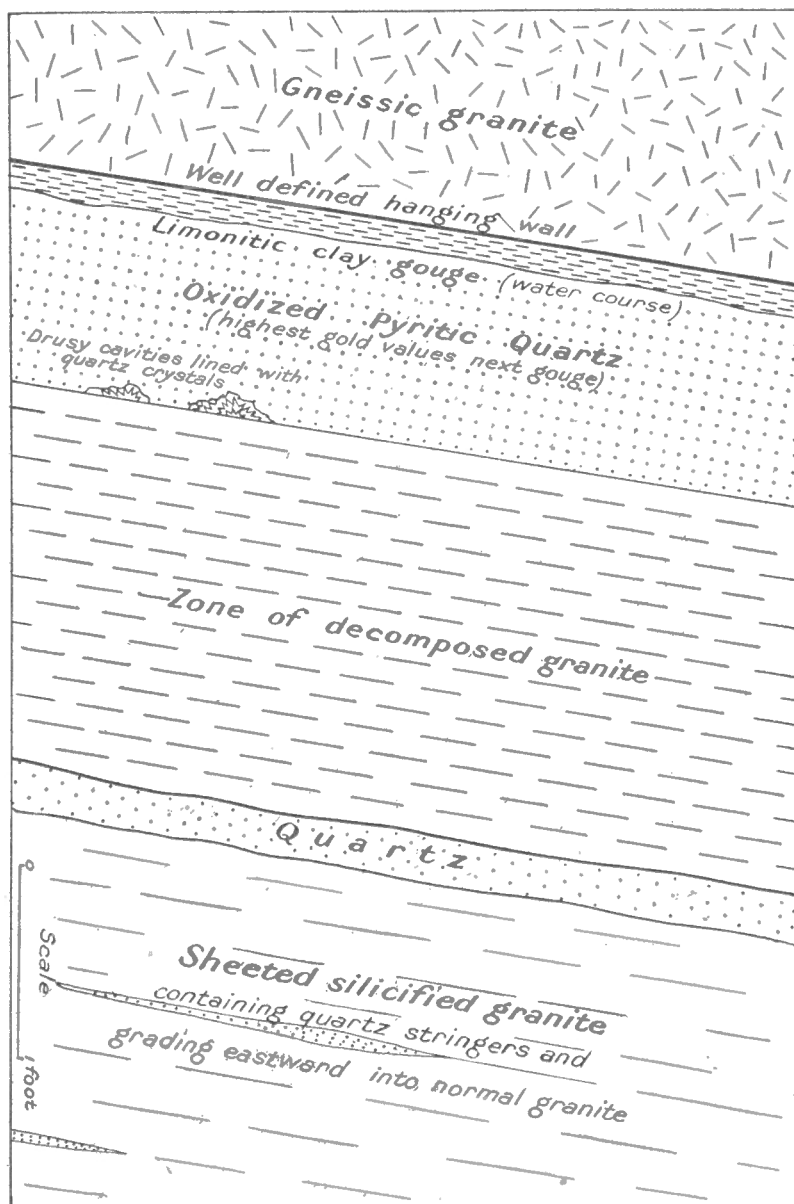 Gneissic granite
Well defined hanging wall
Limonitic clay gouge (water course)
Oxidized Pyritic Quartz
(highest gold values next gouge)
Drusy cavities lined with
quartz crystals
Zone of decomposed granite
Quartz
0
Scale
1 foot
Sheeted silicified granite
containing quartz stringers and
grading eastward into normal granite